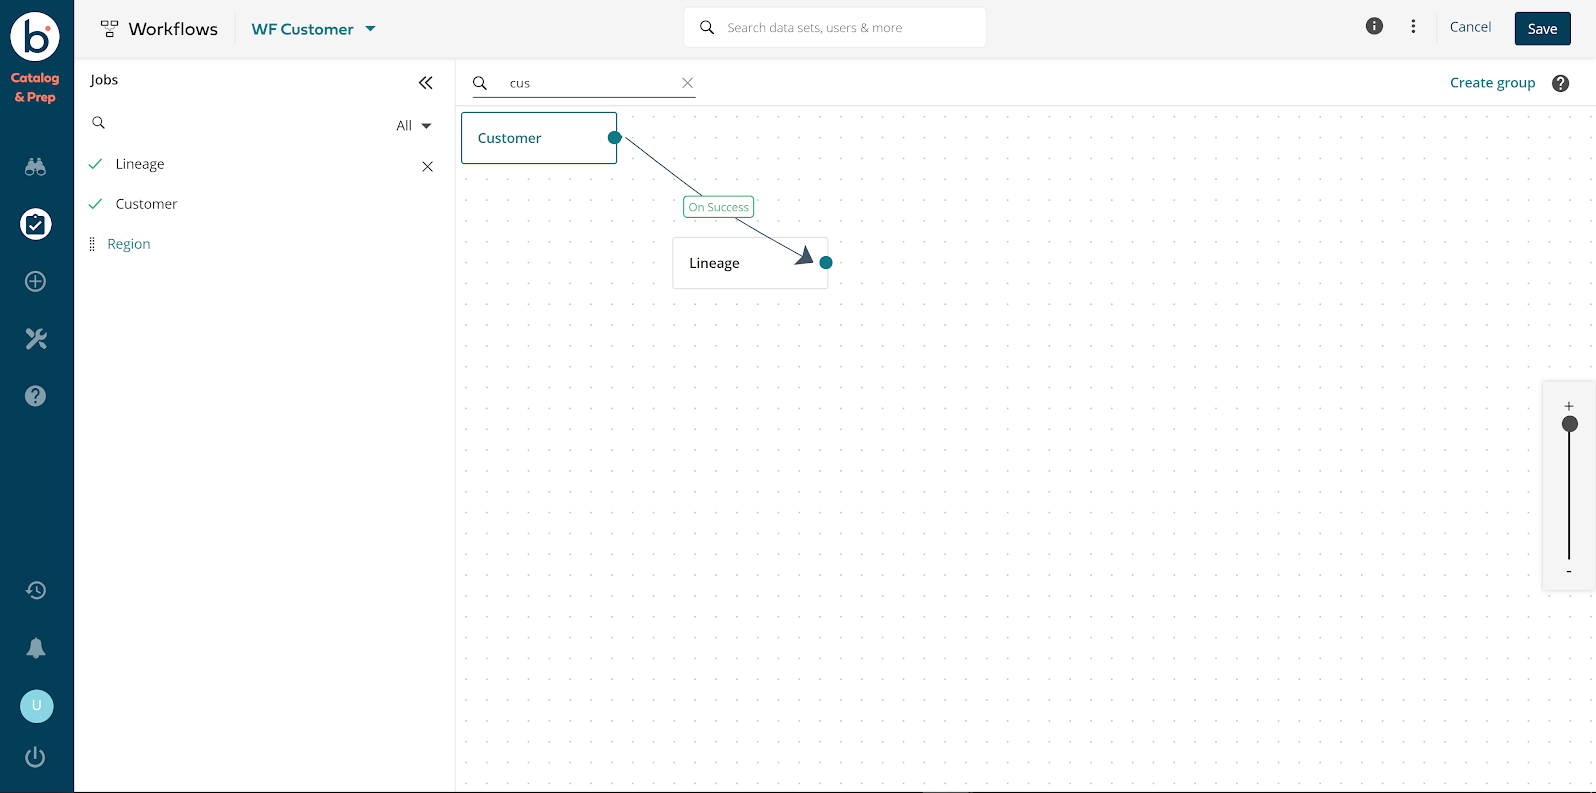 b
Catalog
& Prep
Workflows
WF Customer
Search data sets, users & more
Cancel
Save
Jobs
All
Lineage
Customer
Region
cus
Create group
Customer
On Success
Lineage
+
-
U